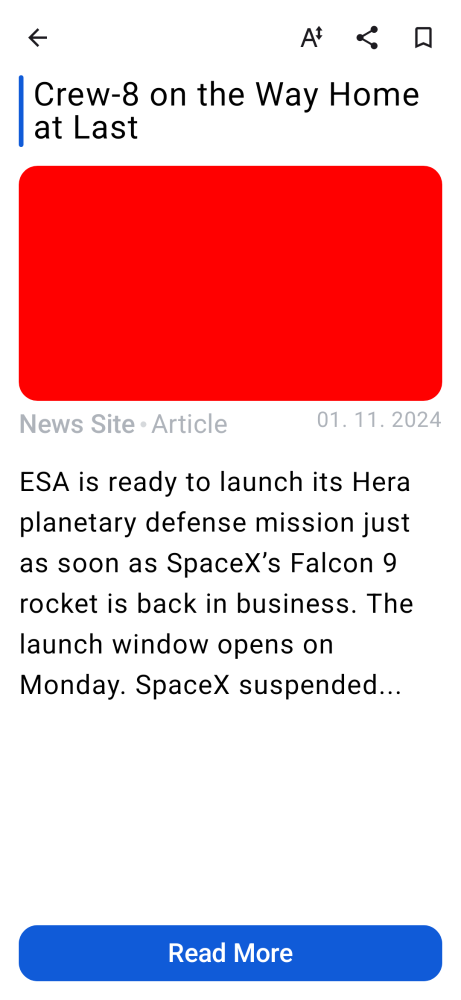 Crew-8 on the Way Home
at Last
News Site • Article
01. 11. 2024
ESA is ready to launch its Hera
planetary defense mission just
as soon as SpaceX’s Falcon 9
rocket is back in business. The
launch window opens on
Monday. SpaceX suspended...
Read More